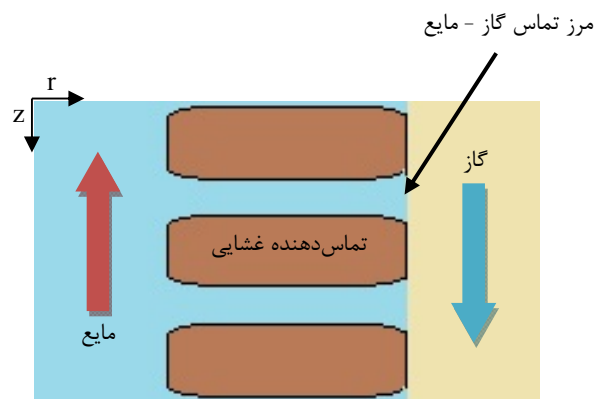 مرز تماس گاز - مایع
r
z
گاز
تماس‌دهنده غشایی
مایع